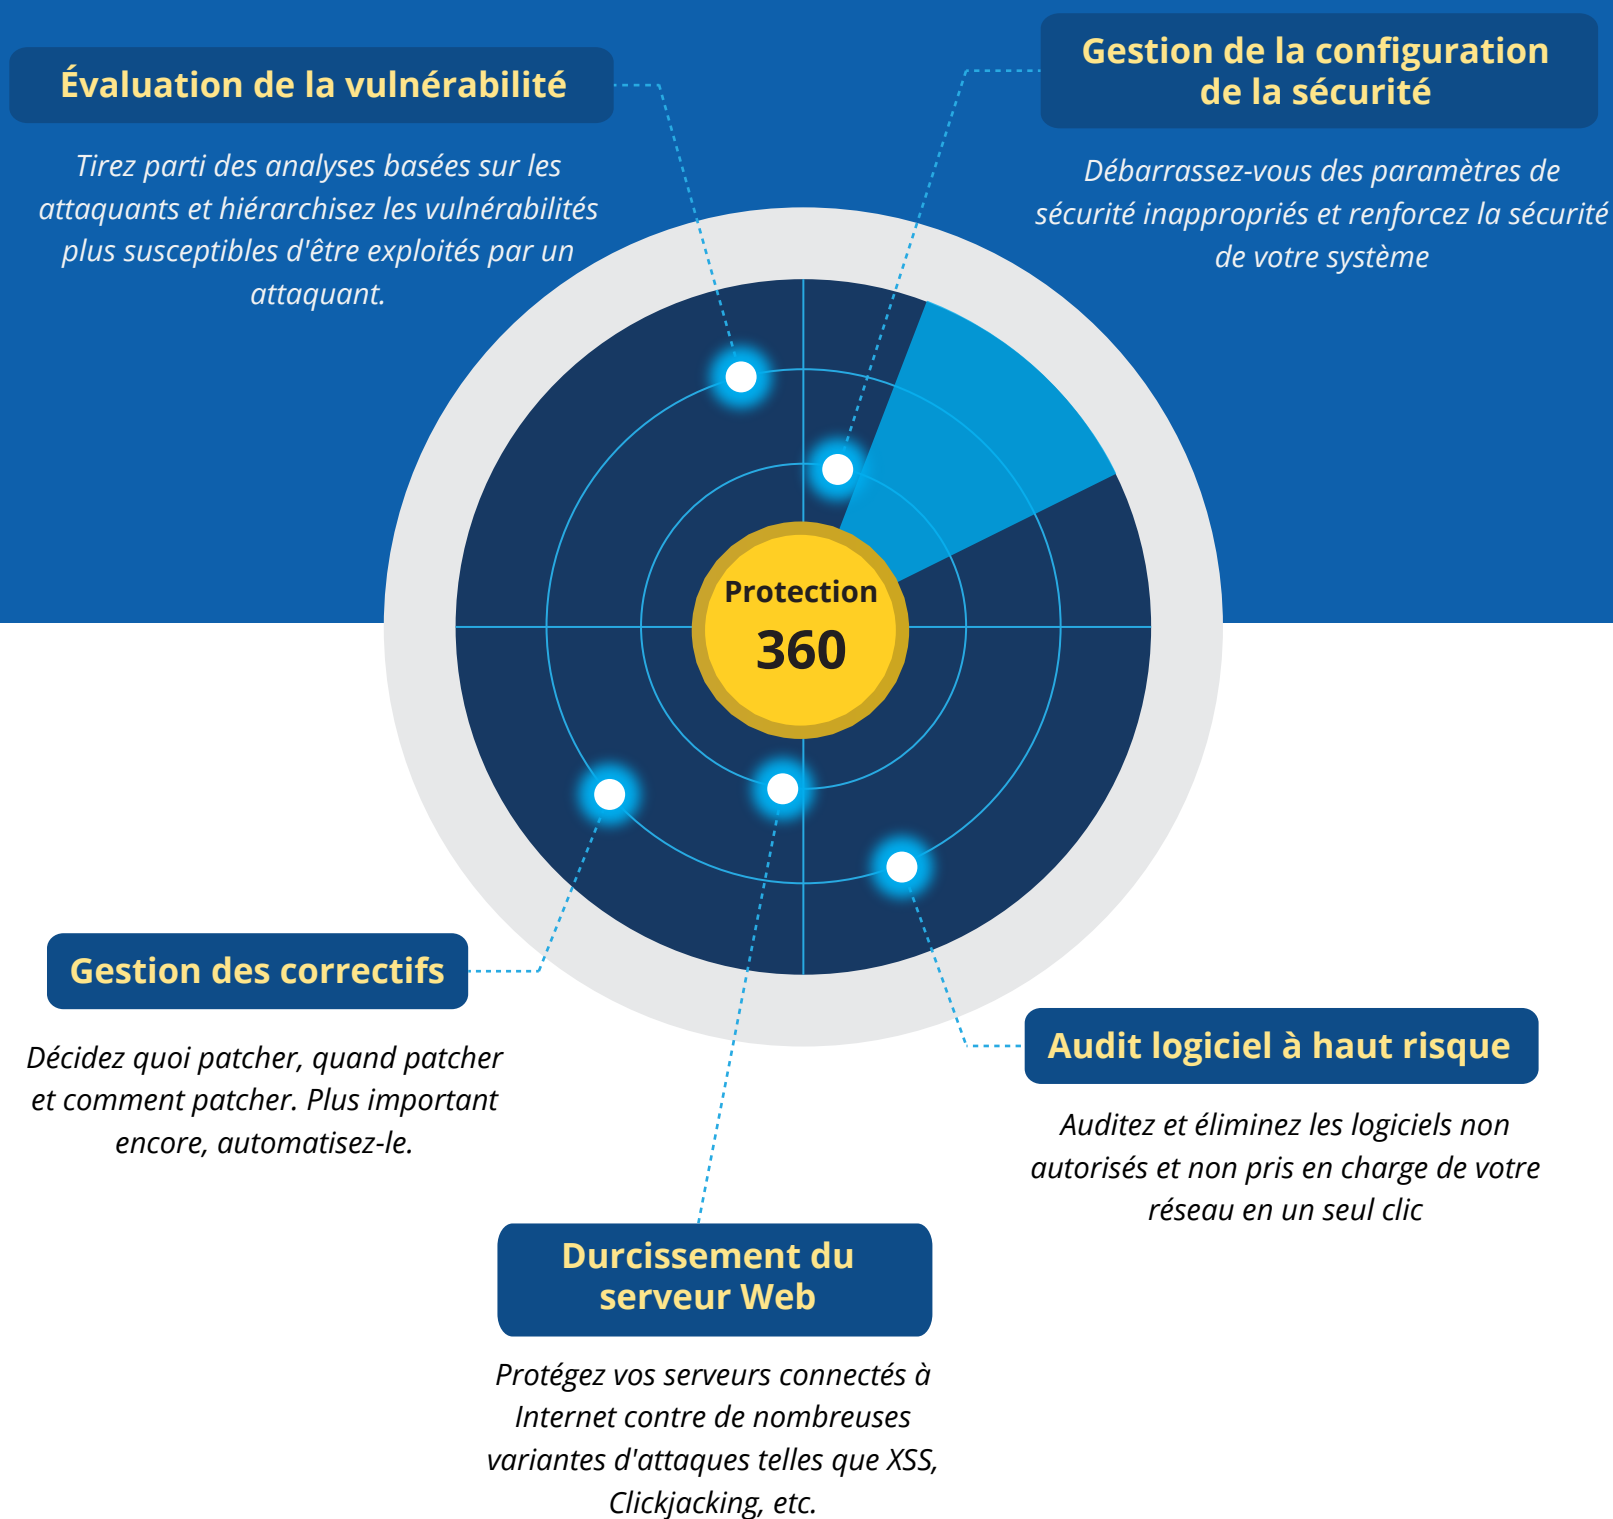 Évaluation de la vulnérabilité
Tirez parti des analyses basées sur les
attaquants et hiérarchisez les vulnérabilités
plus susceptibles d'être exploités par un
attaquant.
Gestion de la configuration
de la sécurité
Débarrassez-vous des paramètres de
sécurité inappropriés et renforcez la sécurité
de votre système
Protection
360
Gestion des correctifs
Décidez quoi patcher, quand patcher
et comment patcher. Plus important
encore, automatisez-le.
Audit logiciel à haut risque
Auditez et éliminez les logiciels non
autorisés et non pris en charge de votre
réseau en un seul clic
Durcissement du
serveur Web
Protégez vos serveurs connectés à
Internet contre de nombreuses
variantes d'attaques telles que XSS,
Clickjacking, etc.